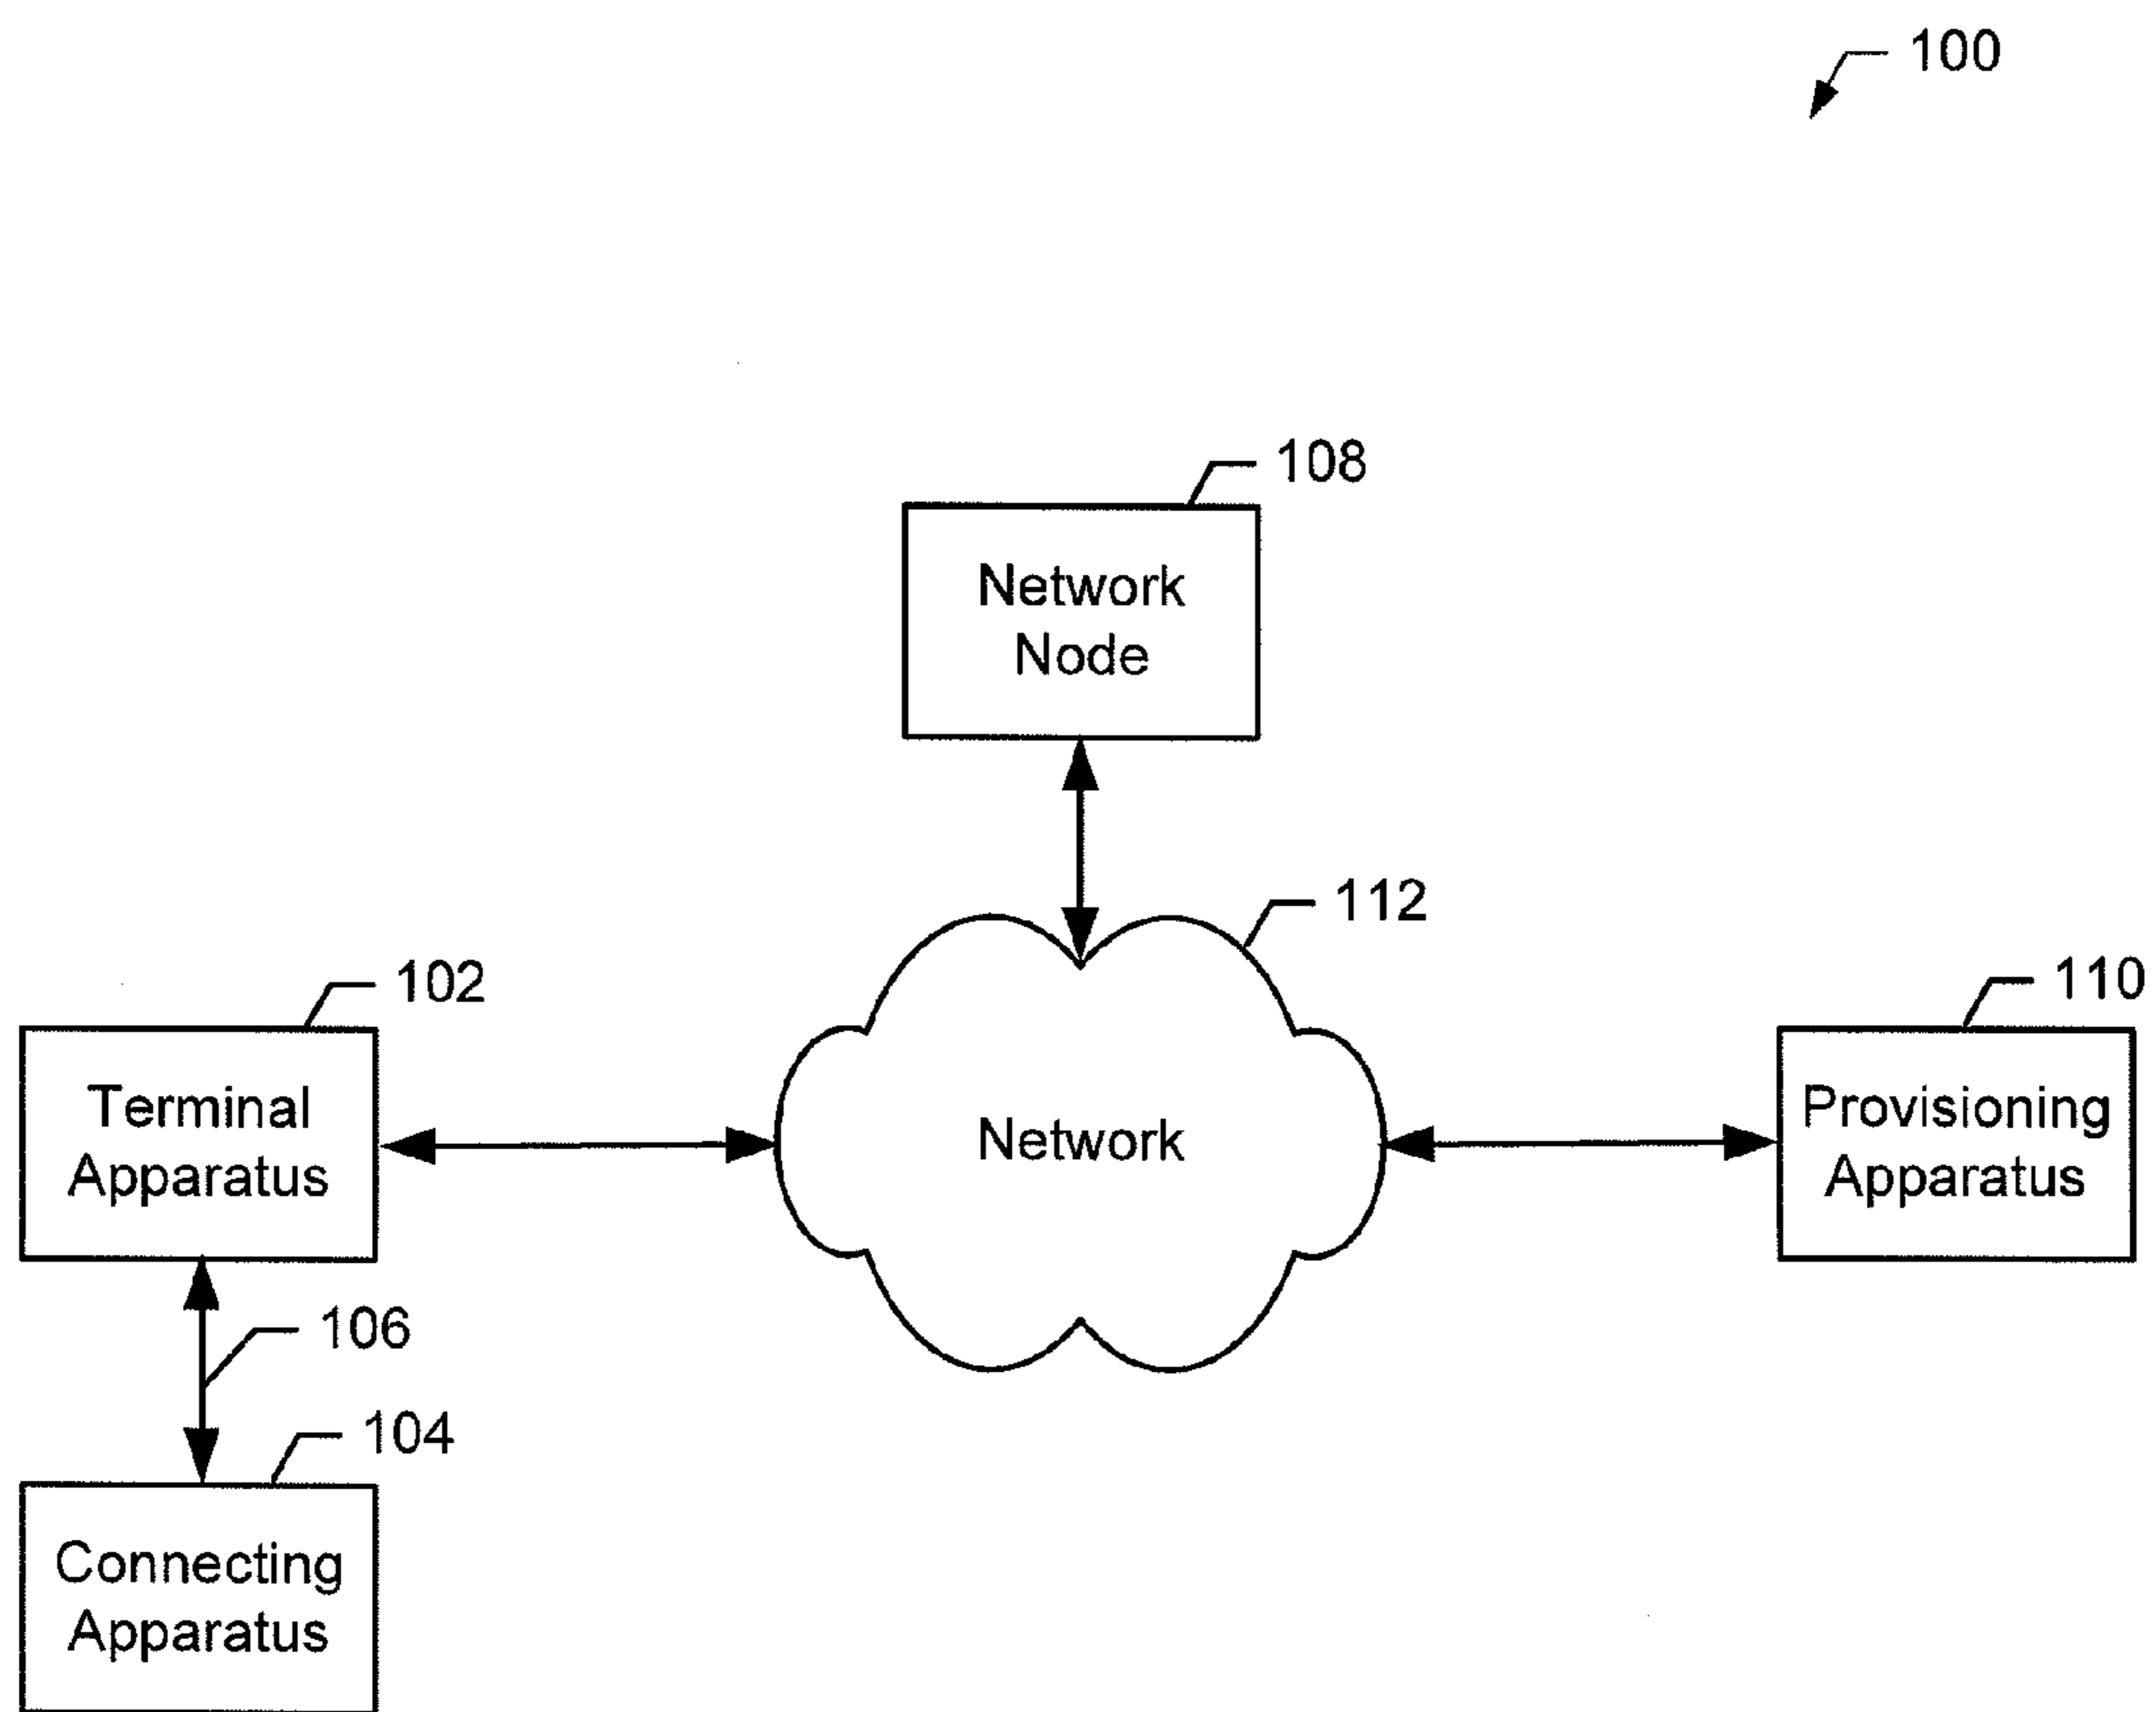 100
108
Network
Node
112
102
110
Terminal
Apparatus
Network
Provisioning
Apparatus
106
104
Connecting
Apparatus